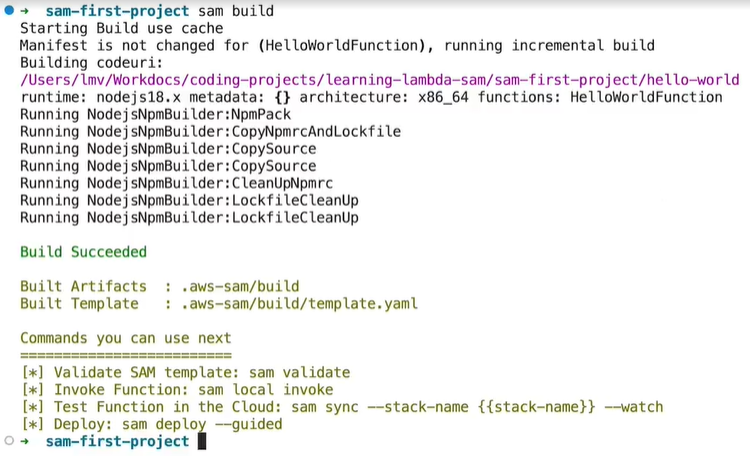 ➜ sam-first-project sam build
Starting Build use cache
Manifest is not changed for (HelloWorldFunction), running incremental build
Building codeuri:
/Users/lmv/Workdocs/coding-projects/learning-lambda-sam/sam-first-project/hello-world
runtime: nodejs18.x metadata: {} architecture: x86_64 functions: HelloWorldFunction
Running NodejsNpmBuilder:NpmPack
Running NodejsNpmBuilder:CopyNpmrcAndLockfile
Running NodejsNpmBuilder:CopySource
Running NodejsNpmBuilder:CopySource
Running NodejsNpmBuilder:CleanUpNpmrc
Running NodejsNpmBuilder:LockfileCleanUp
Running NodejsNpmBuilder:LockfileCleanUp
Build Succeeded
Built Artifacts  : .aws-sam/build
Built Template   : .aws-sam/build/template.yaml
Commands you can use next
=========================
[*] Validate SAM template: sam validate
[*] Invoke Function: sam local invoke
[*] Test Function in the Cloud: sam sync --stack-name {{stack-name}} --watch
[*] Deploy: sam deploy --guided
➜ sam-first-project